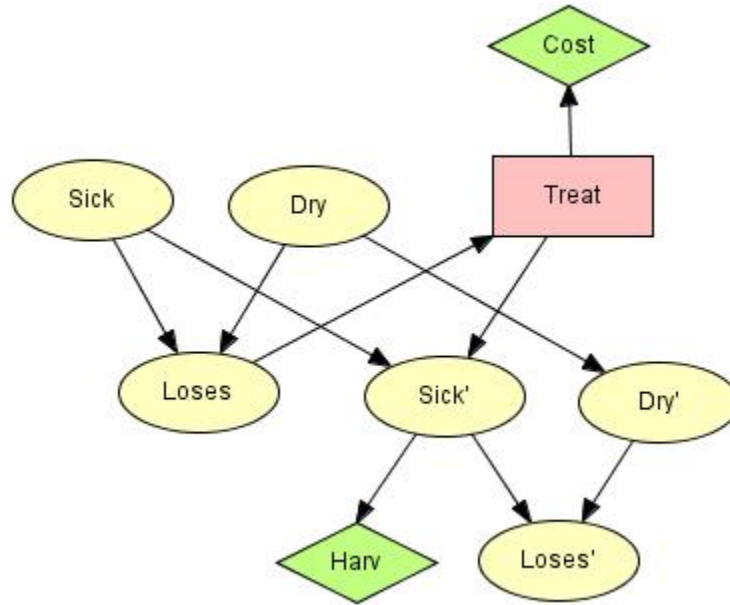 Cost
Sick
Dry
Treat
Loses
Sick'
Dry'
Harv
Loses'